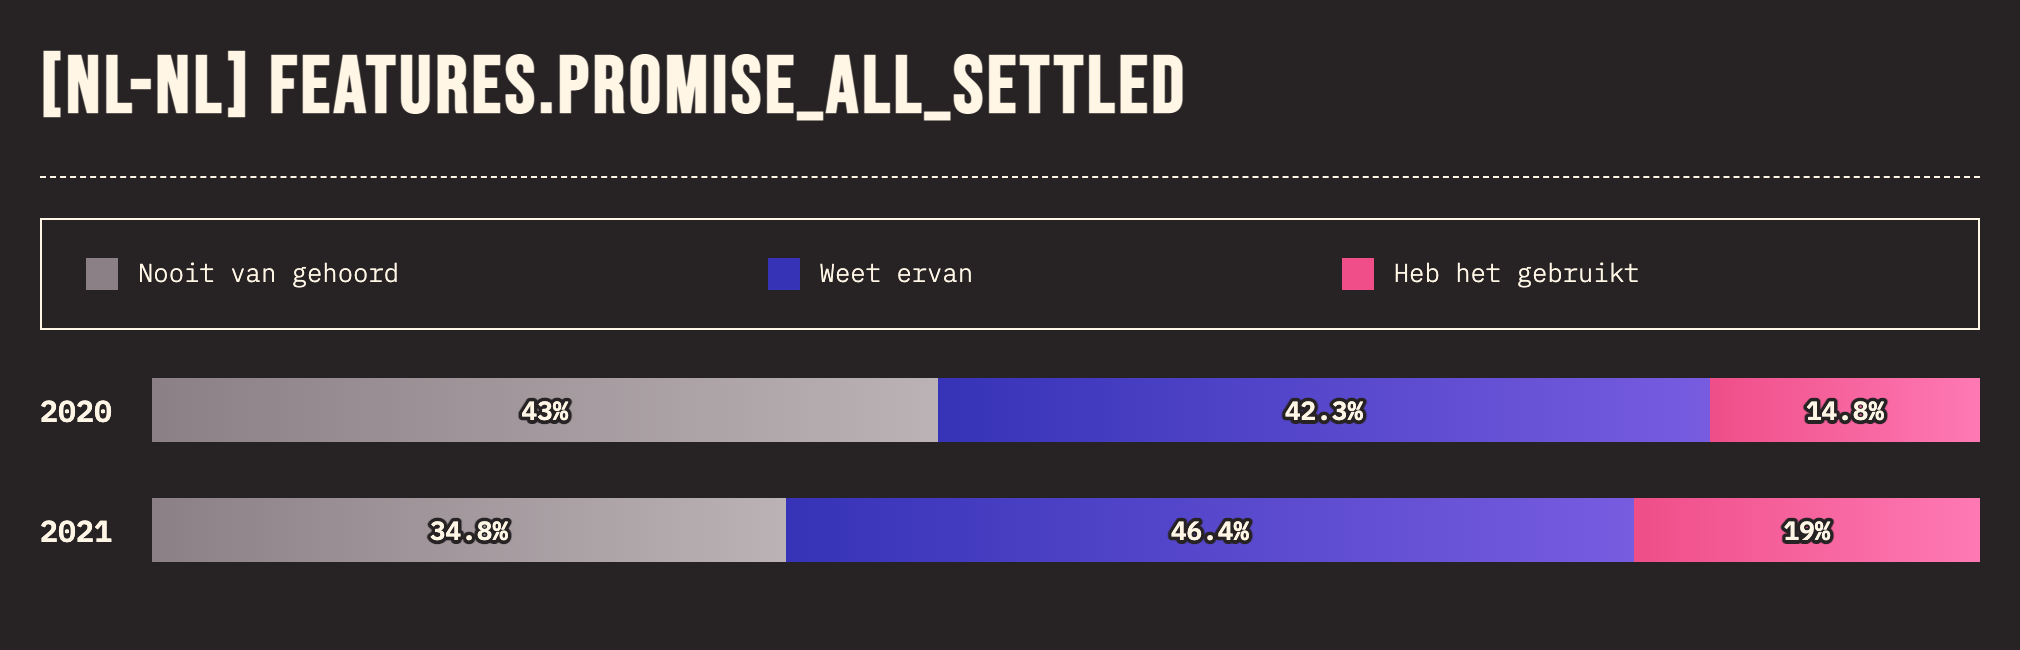 [NL-NL] FEATURES.PROMISE_ALL_SETTLED
Nooit van gehoord Weet ervan Heb het gebruikt
2020 43% 42.3% 14.8%
2021 34.8% 46.4% 19%